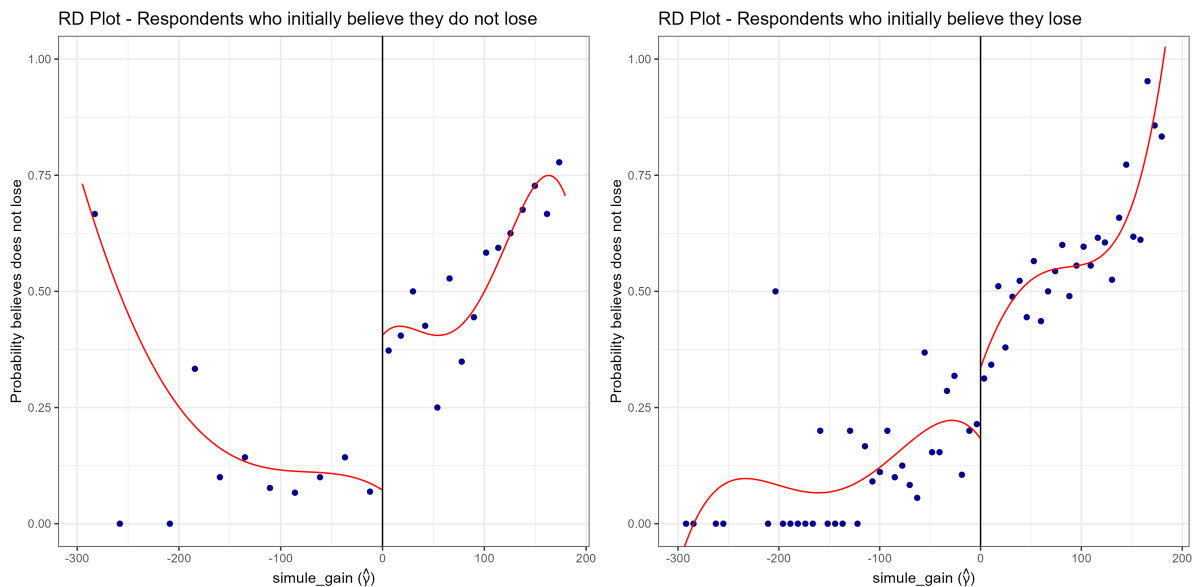 RD Plot - Respondents who initially believe they do not lose
Probability believes does not lose
1.00
0.75
0.50
0.25
0.00
-300 -200 -100 0 100 200
simule_gain (γ̂)
RD Plot - Respondents who initially believe they lose
Probability believes does not lose
1.00
0.75
0.50
0.25
0.00
-300 -200 -100 0 100 200
simule_gain (γ̂)